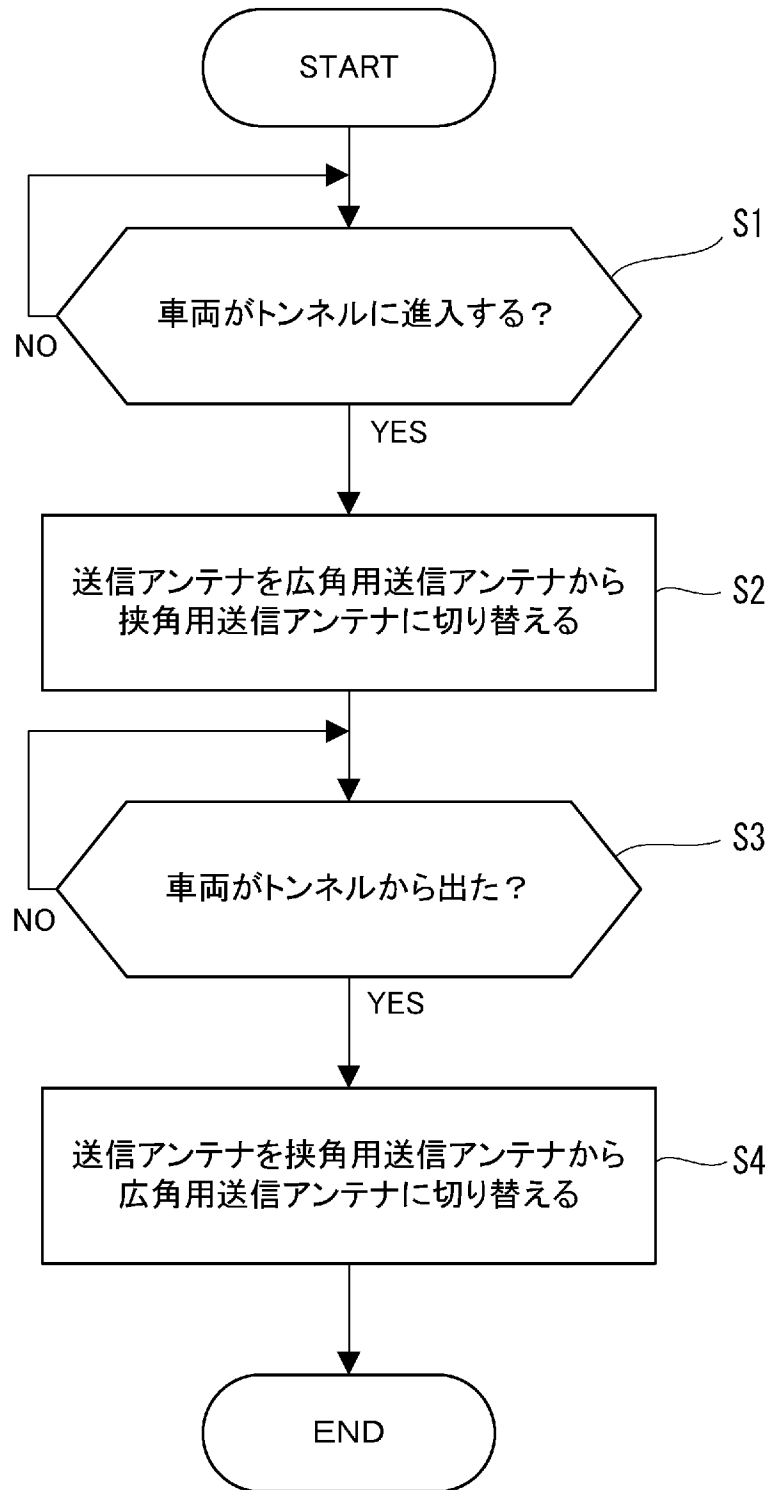 START
S1
車両がトンネルに進入する？
NO
YES
送信アンテナを広角用送信アンテナから
挟角用送信アンテナに切り替える
S2
車両がトンネルから出た？
S3
NO
YES
送信アンテナを挟角用送信アンテナから
広角用送信アンテナに切り替える
S4
END